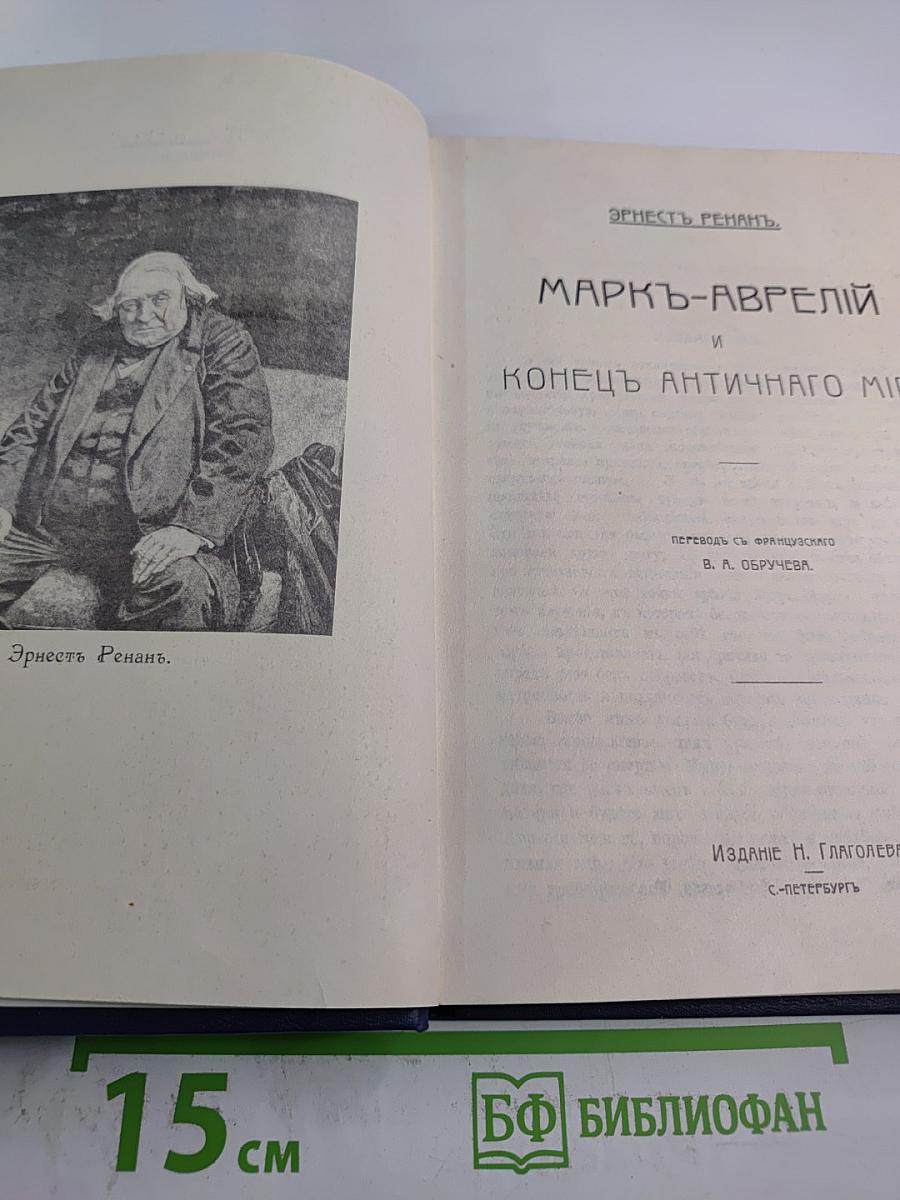 Эрнестъ Ренанъ.
ЭРНЕСТЪ РЕНАНЪ.
МАРКЪ-АВРЕЛІЙ
И
КОНЕЦЪ АНТИЧНАГО МІР
ПЕРЕВОДЪ СЪ ФРАНЦУЗСКАГО
В. А. ОБРУЧЕВА.
ИЗДАНІЕ Н. ГЛАГОЛЕВА
С.-ПЕТЕРБУРГЪ
15 см
БФ БИБЛИОФАН